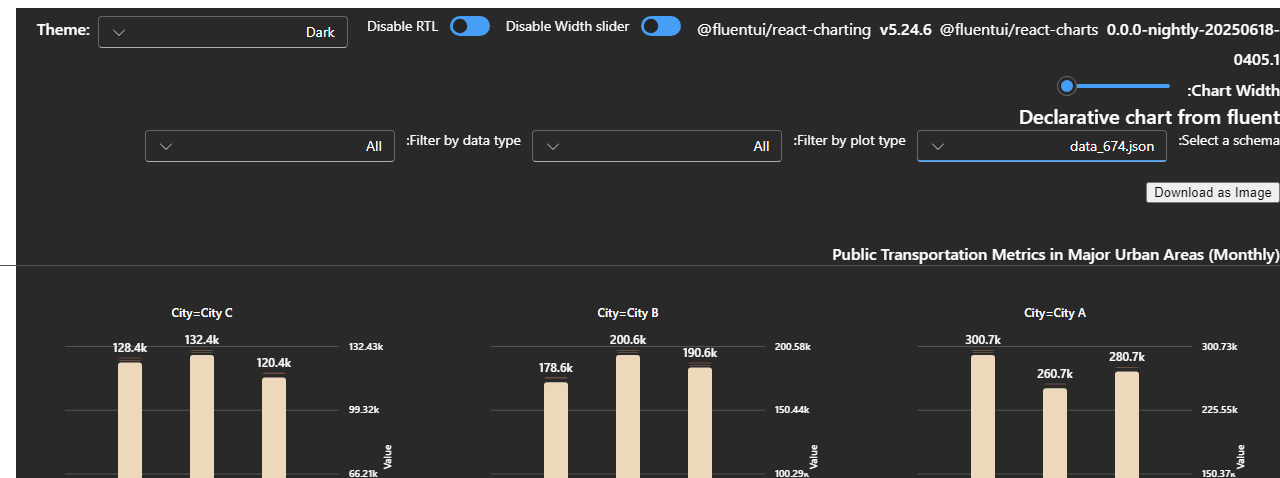 Theme:
Dark
Disable RTL
Disable Width slider
@fluentui/react-charting v5.24.6 @fluentui/react-charts 0.0.0-nightly-20250618-
0405.1
:Chart Width
Declarative chart from fluent
:Select a schema
data_674.json
:Filter by plot type
All
:Filter by data type
All
Download as Image
Public Transportation Metrics in Major Urban Areas (Monthly)
City=City C
128.4k
132.4k
120.4k
132.43k
99.32k
66.21k
Value
City=City B
178.6k
200.6k
190.6k
200.58k
150.44k
100.29k
Value
City=City A
300.7k
260.7k
280.7k
300.73k
225.55k
150.37k
Value